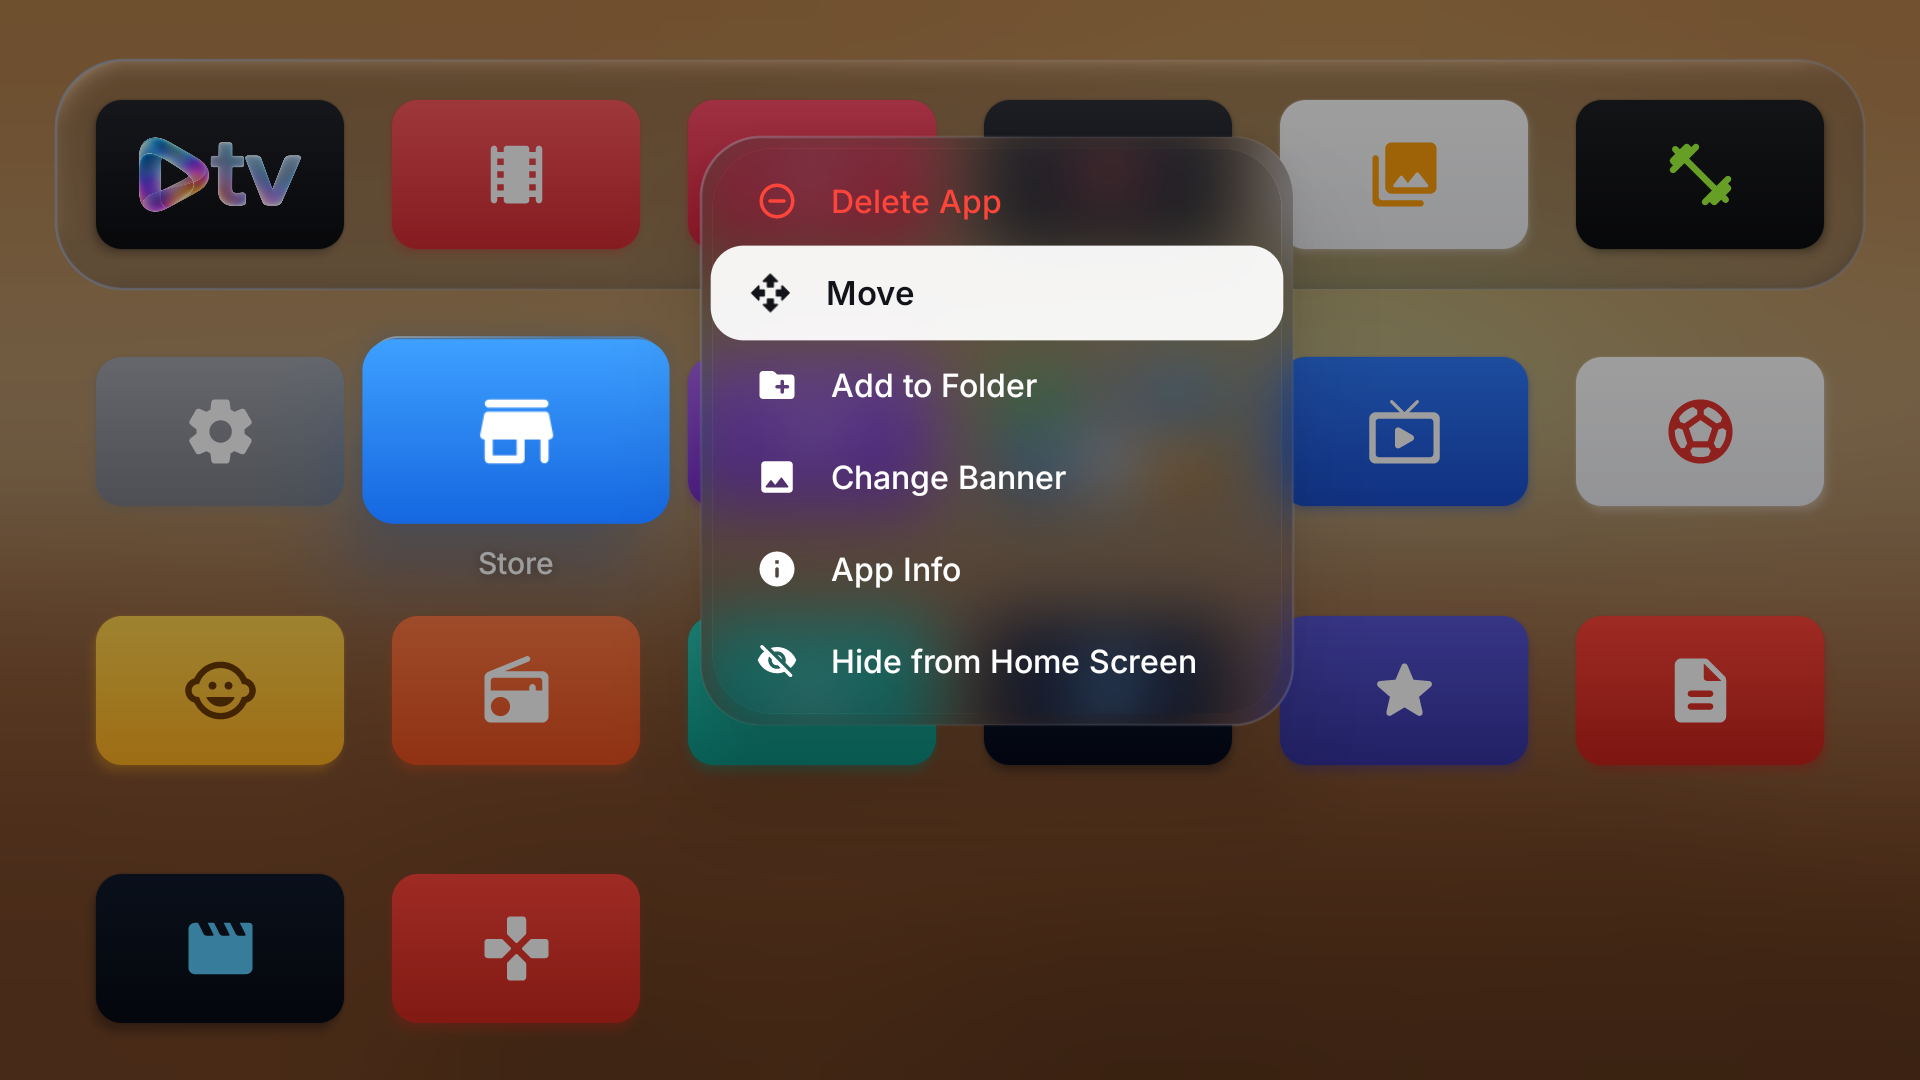 tv
Delete App
Move
Add to Folder
Change Banner
App Info
Hide from Home Screen
Store